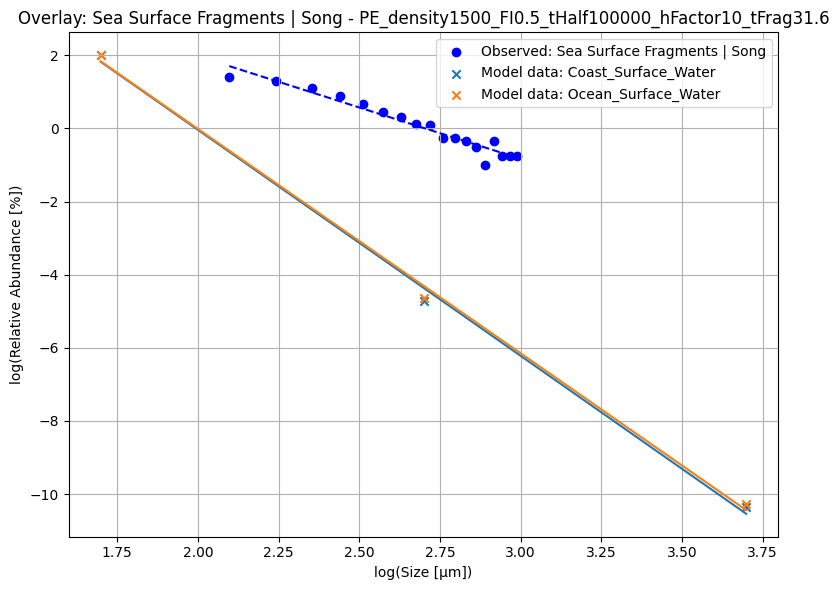 Overlay: Sea Surface Fragments | Song - PE_density1500_FI0.5_tHalf100000_hFactor10_tFrag31.6
Observed: Sea Surface Fragments | Song
Model data: Coast_Surface_Water
Model data: Ocean_Surface_Water
log(Relative Abundance [%])
2
0
−2
−4
−6
−8
−10
1.75 2.00 2.25 2.50 2.75 3.00 3.25 3.50 3.75
log(Size [µm])